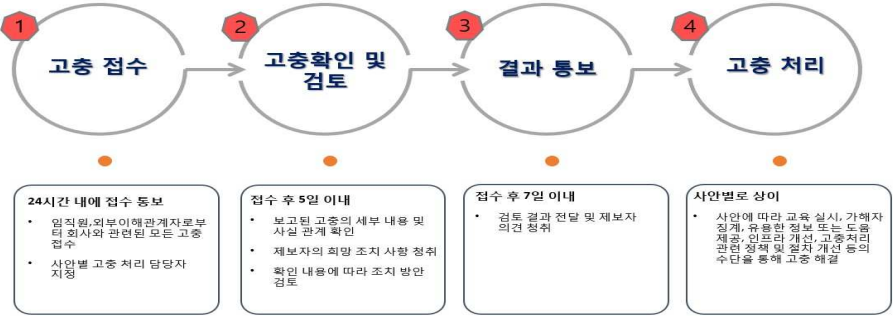 1
고충 접수
2
고충확인 및
검토
3
결과 통보
4
고충 처리
24시간 내에 접수 통보
• 임직원,외부이해관계자로부
터 회사와 관련된 모든 고충
접수
• 사안별 고충 처리 담당자
지정
접수 후 5일 이내
• 보고된 고충의 세부 내용 및
사실 관계 확인
• 제보자의 희망 조치 사항 청취
• 확인 내용에 따라 조치 방안
검토
접수 후 7일 이내
• 검토 결과 전달 및 제보자
의견 청취
사안별로 상이
• 사안에 따라 교육 실시, 가해자
징계, 유용한 정보 또는 도움
제공, 인프라 개선, 고충처리
관련 정책 및 절차 개선 등의
수단을 통해 고충 해결